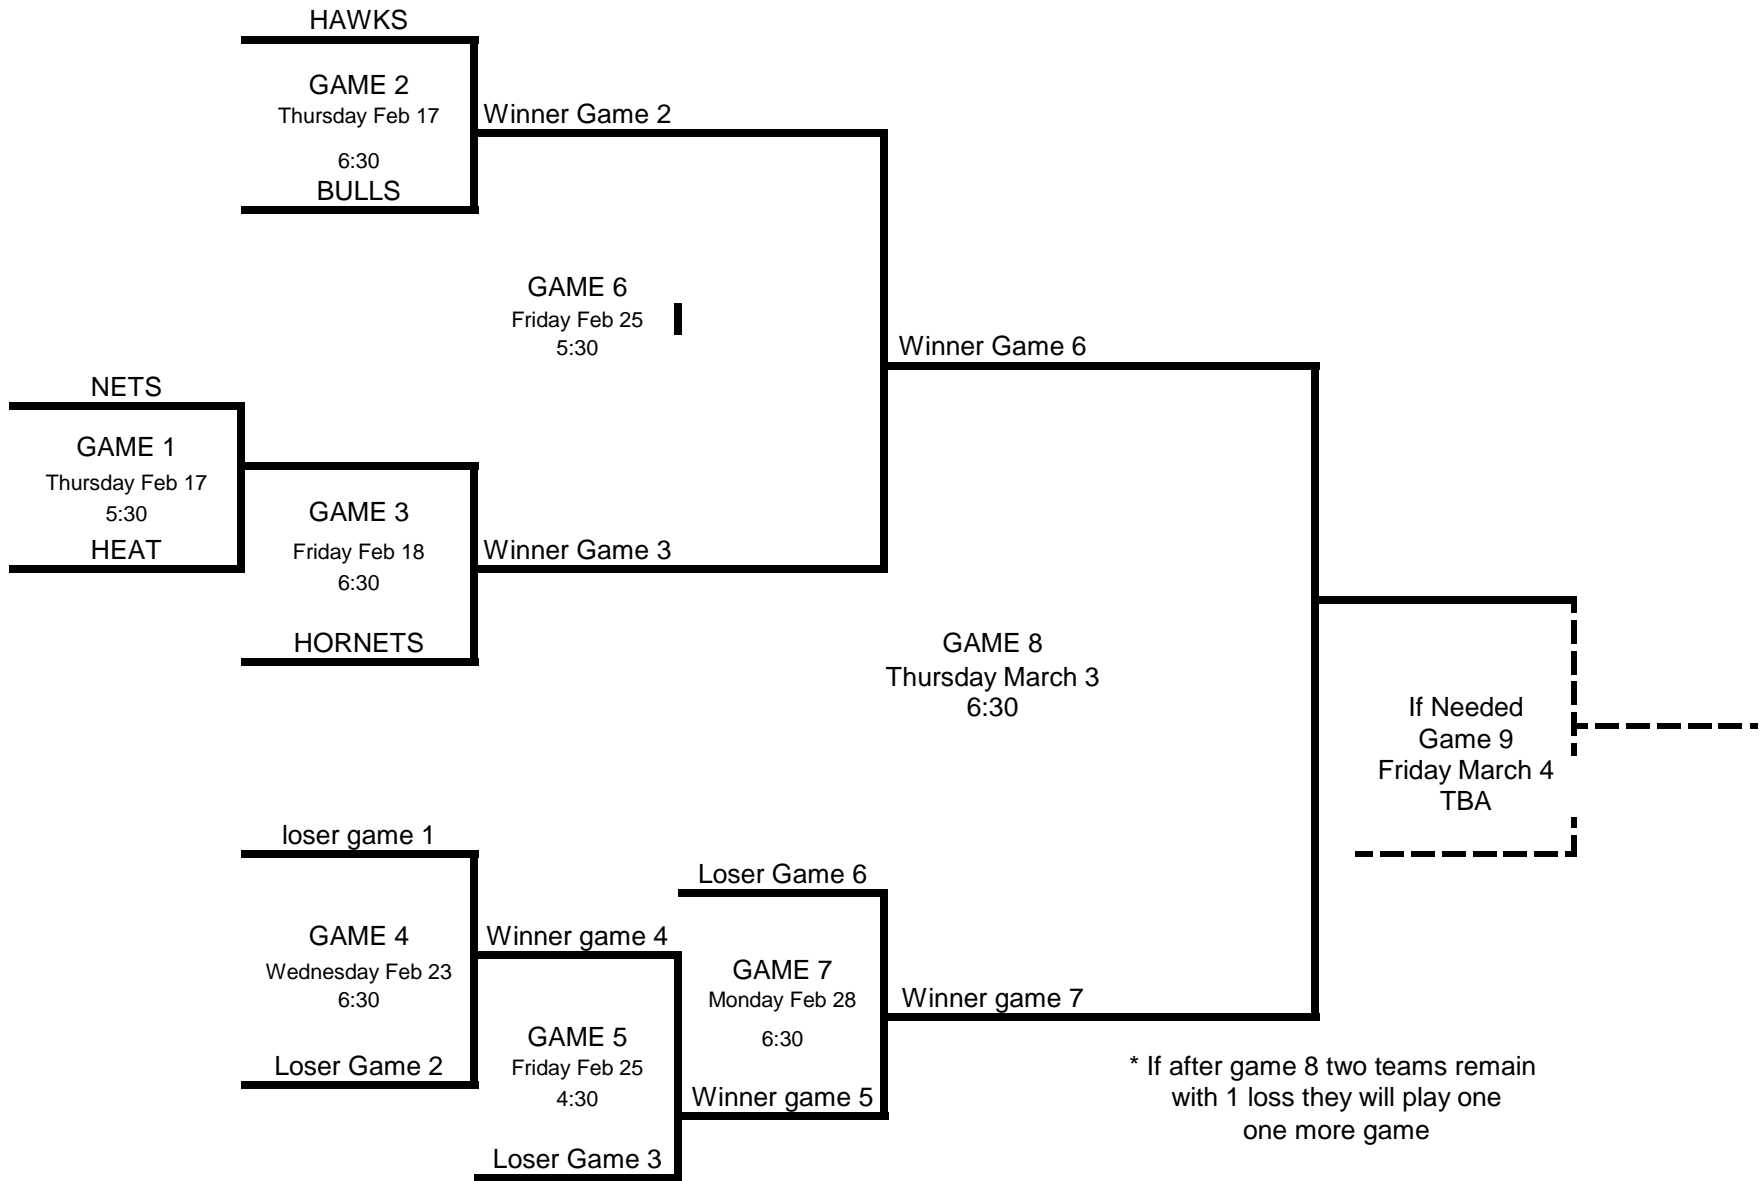 HAWKS
GAME 2
Thursday Feb 17
6:30
BULLS
Winner Game 2
GAME 6
Friday Feb 25
5:30
Winner Game 6
NETS
GAME 1
Thursday Feb 17
5:30
HEAT
GAME 3
Friday Feb 18
6:30
HORNETS
Winner Game 3
GAME 8
Thursday March 3
6:30
If Needed
Game 9
Friday March 4
TBA
loser game 1
GAME 4
Wednesday Feb 23
6:30
Loser Game 2
Winner game 4
GAME 5
Friday Feb 25
4:30
Loser Game 3
Loser Game 6
GAME 7
Monday Feb 28
6:30
Winner game 5
Winner game 7
* If after game 8 two teams remain
with 1 loss they will play one
one more game